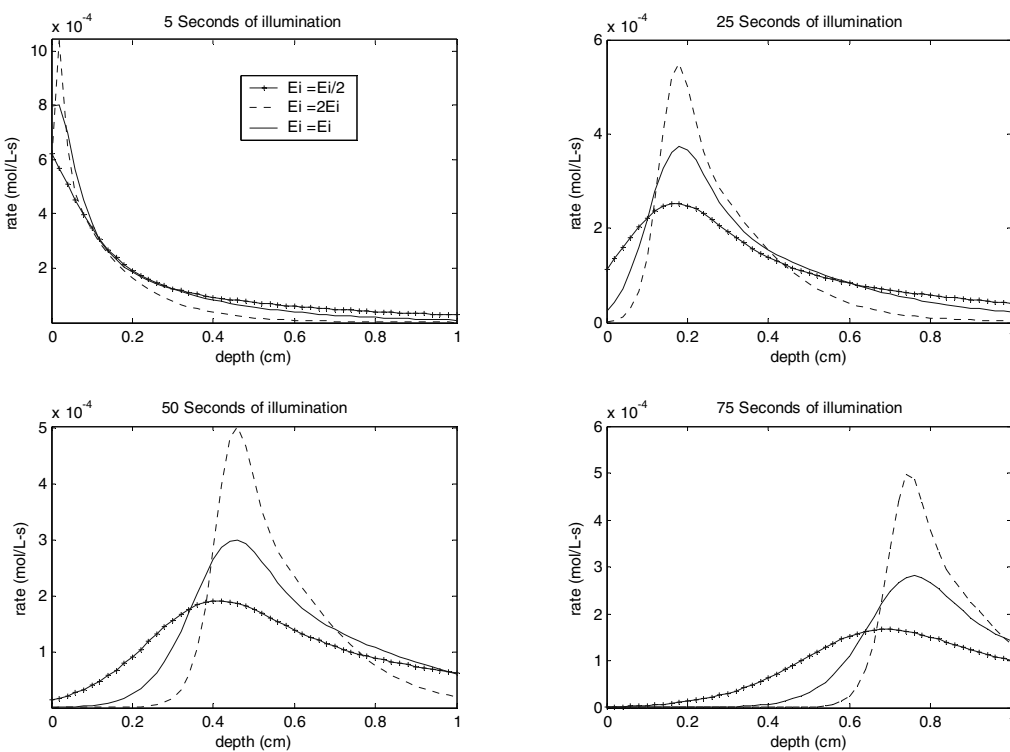 5 Seconds of illumination
x 10-4
10
8
6
4
2
0
0.2
0.4
0.6
0.8
1
rate (mol/L-s)
depth (cm)
Ei =Ei/2
Ei =2Ei
Ei =Ei
25 Seconds of illumination
x 10-4
6
4
2
0
0
0.2
0.4
0.6
0.8
1
rate (mol/L-s)
depth (cm)
50 Seconds of illumination
x 10-4
5
4
3
2
1
0
0.2
0.4
0.6
0.8
1
rate (mol/L-s)
depth (cm)
75 Seconds of illumination
x 10-4
6
5
4
3
2
1
0
0
0.2
0.4
0.6
0.8
1
rate (mol/L-s)
depth (cm)